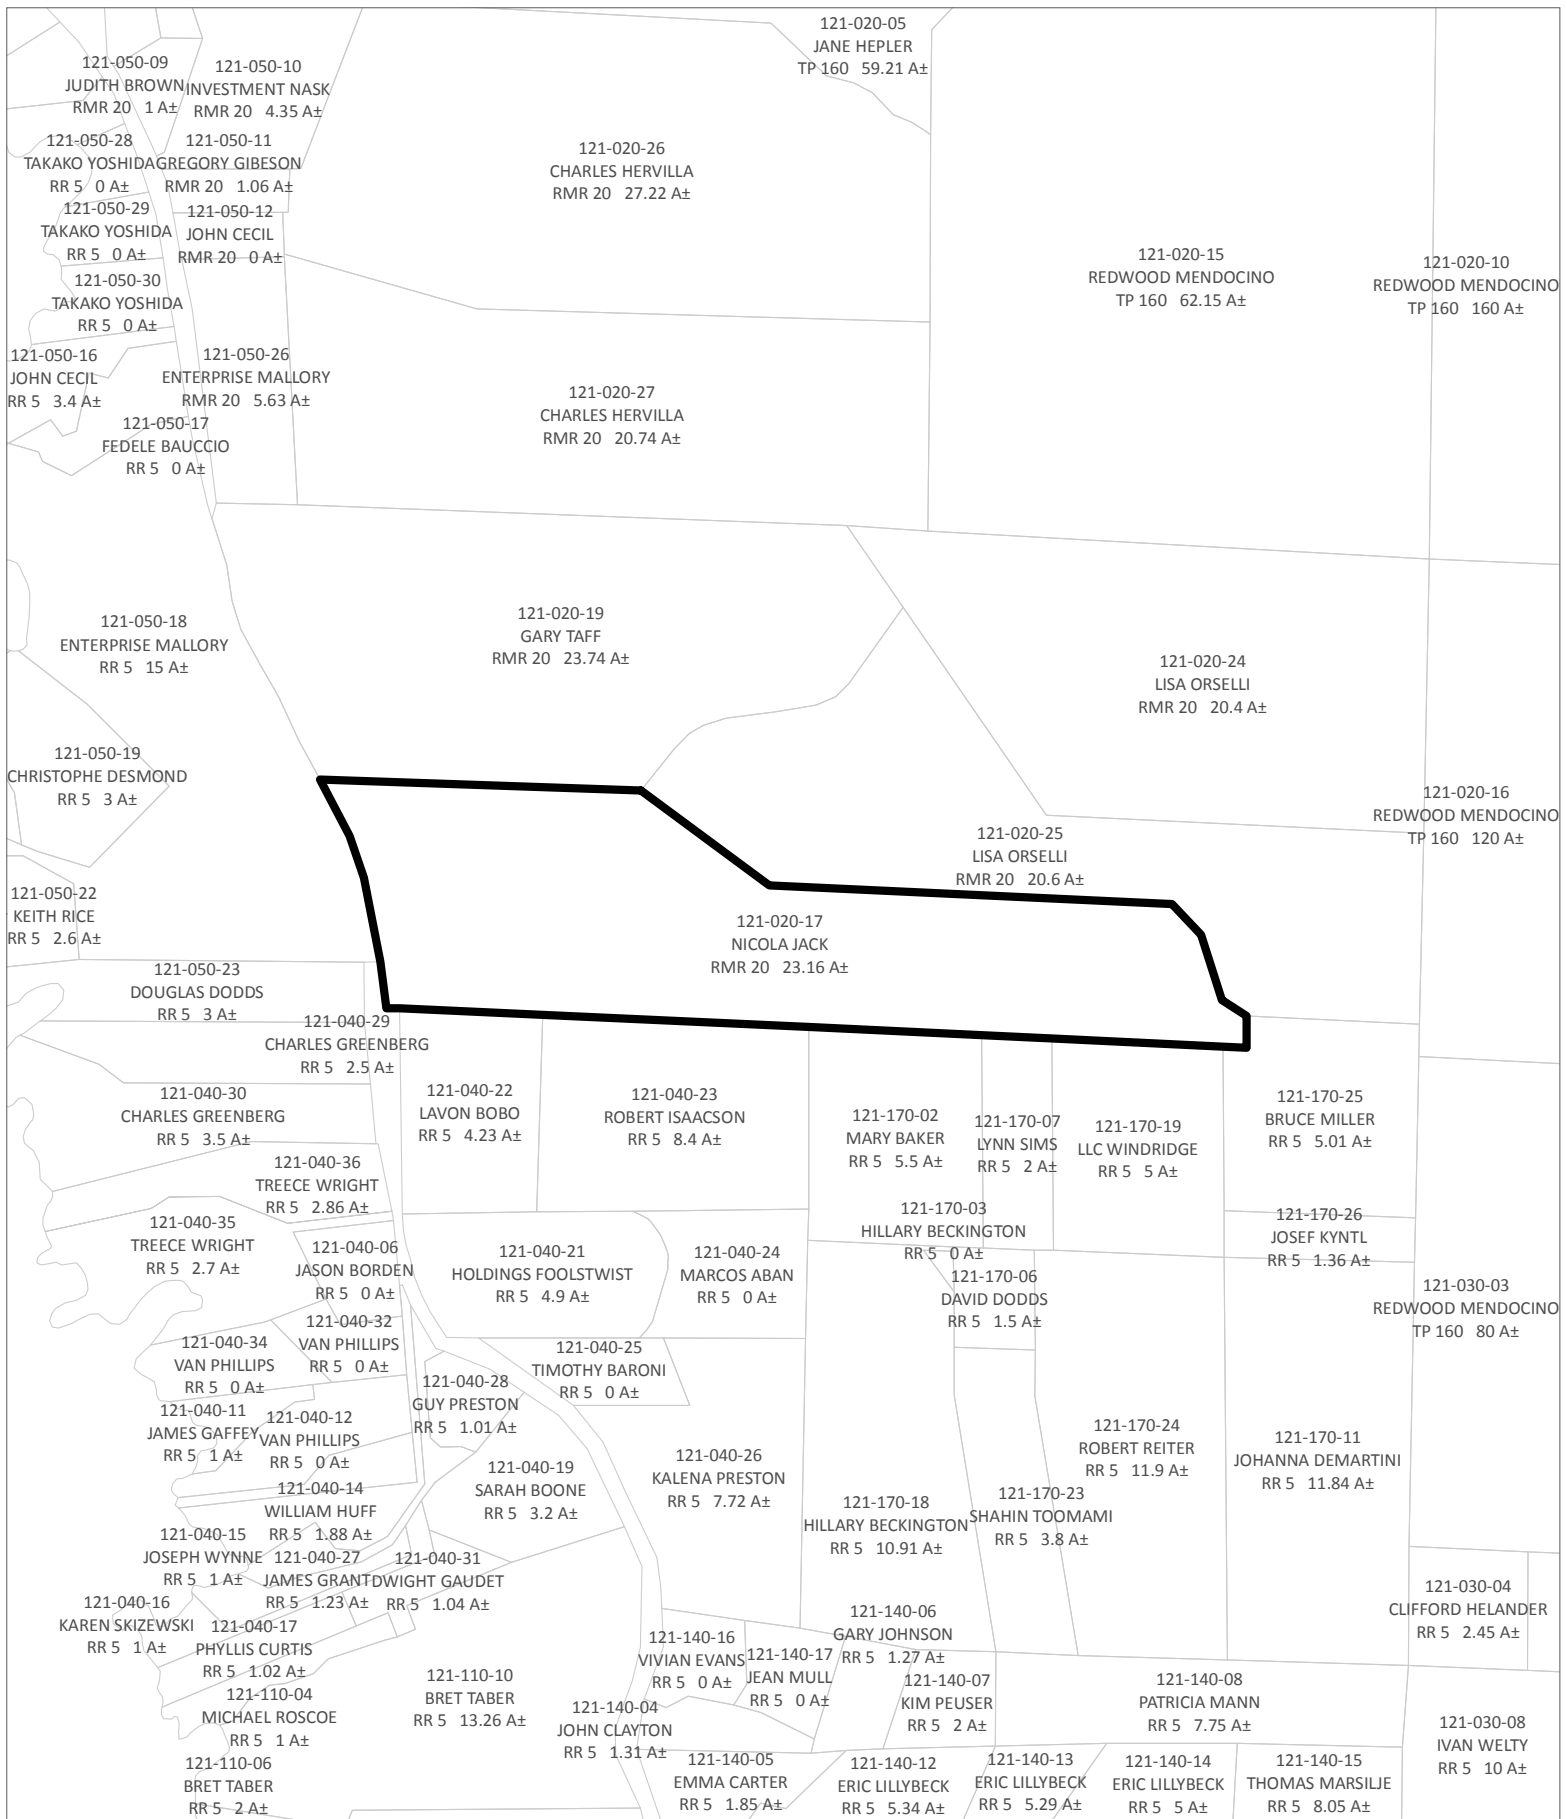 121-020-05
JANE HEPLER
TP 160 59.21 A±
121-050-09
JUDITH BROWN
RMR 20 1 A±
121-050-10
INVESTMENT NASK
RMR 20 4.35 A±
121-050-28
TAKAKO YOSHIDA
RR 5 0 A±
121-050-11
GREGORY GIBESON
RMR 20 1.06 A±
121-020-26
CHARLES HERVILLA
RMR 20 27.22 A±
121-050-29
TAKAKO YOSHIDA
RR 5 0 A±
121-050-12
JOHN CECIL
RMR 20 0 A±
121-020-15
REDWOOD MENDOCINO
TP 160 62.15 A±
121-020-10
REDWOOD MENDOCINO
TP 160 160 A±
121-050-30
TAKAKO YOSHIDA
RR 5 0 A±
121-050-16
JOHN CECIL
RR 5 3.4 A±
121-050-26
ENTERPRISE MALLORY
RMR 20 5.63 A±
121-020-27
CHARLES HERVILLA
RMR 20 20.74 A±
121-050-17
FEDELE BAUCCIO
RR 5 0 A±
121-050-18
ENTERPRISE MALLORY
RR 5 15 A±
121-020-19
GARY TAFF
RMR 20 23.74 A±
121-020-24
LISA ORSELLI
RMR 20 20.4 A±
121-050-19
CHRISTOPHE DESMOND
RR 5 3 A±
121-020-16
REDWOOD MENDOCINO
TP 160 120 A±
121-020-25
LISA ORSELLI
RMR 20 20.6 A±
121-050-22
KEITH RICE
RR 5 2.6 A±
121-020-17
NICOLA JACK
RMR 20 23.16 A±
121-050-23
DOUGLAS DODDS
RR 5 3 A±
121-040-29
CHARLES GREENBERG
RR 5 2.5 A±
121-040-30
CHARLES GREENBERG
RR 5 3.5 A±
121-040-22
LAVON BOBO
RR 5 4.23 A±
121-040-23
ROBERT ISAACSON
RR 5 8.4 A±
121-170-02
MARY BAKER
RR 5 5.5 A±
121-170-07
LYNN SIMS
RR 5 2 A±
121-170-19
LLC WINDRIDGE
RR 5 5 A±
121-170-25
BRUCE MILLER
RR 5 5.01 A±
121-040-36
TREECE WRIGHT
RR 5 2.86 A±
121-040-35
TREECE WRIGHT
RR 5 2.7 A±
121-170-03
HILLARY BECKINGTON
RR 5 0 A±
121-170-26
JOSEF KYNTL
RR 5 1.36 A±
121-040-06
JASON BORDEN
RR 5 0 A±
121-040-21
HOLDINGS FOOLSTWIST
RR 5 4.9 A±
121-040-24
MARCOS ABAN
RR 5 0 A±
121-170-06
DAVID DODDS
RR 5 1.5 A±
121-030-03
REDWOOD MENDOCINO
TP 160 80 A±
121-040-32
VAN PHILLIPS
RR 5 0 A±
121-040-34
VAN PHILLIPS
RR 5 0 A±
121-040-25
TIMOTHY BARONI
RR 5 0 A±
121-040-28
GUY PRESTON
RR 5 1.01 A±
121-040-11
JAMES GAFFEY
RR 5 1 A±
121-040-12
VAN PHILLIPS
RR 5 0 A±
121-170-24
ROBERT REITER
RR 5 11.9 A±
121-170-11
JOHANNA DEMARTINI
RR 5 11.84 A±
121-040-19
SARAH BOONE
RR 5 3.2 A±
121-040-26
KALENA PRESTON
RR 5 7.72 A±
121-040-14
WILLIAM HUFF
RR 5 1.88 A±
121-170-18
HILLARY BECKINGTON
RR 5 10.91 A±
121-170-23
SHAHIN TOOMAMI
RR 5 3.8 A±
121-040-15
JOSEPH WYNNE
RR 5 1 A±
121-040-27
JAMES GRANT
RR 5 1.23 A±
121-040-31
DWIGHT GAUDET
RR 5 1.04 A±
121-030-04
CLIFFORD HELANDER
RR 5 2.45 A±
121-040-16
KAREN SKIZEWSKI
RR 5 1 A±
121-040-17
PHYLLIS CURTIS
RR 5 1.02 A±
121-140-06
GARY JOHNSON
RR 5 1.27 A±
121-140-16
VIVIAN EVANS
RR 5 0 A±
121-140-17
JEAN MULL
RR 5 0 A±
121-110-10
BRET TABER
RR 5 13.26 A±
121-140-07
KIM PEUSER
RR 5 2 A±
121-140-08
PATRICIA MANN
RR 5 7.75 A±
121-110-04
MICHAEL ROSCOE
RR 5 1 A±
121-140-04
JOHN CLAYTON
RR 5 1.31 A±
121-030-08
IVAN WELTY
RR 5 10 A±
121-110-06
BRET TABER
RR 5 2 A±
121-140-05
EMMA CARTER
RR 5 1.85 A±
121-140-12
ERIC LILLYBECK
RR 5 5.34 A±
121-140-13
ERIC LILLYBECK
RR 5 5.29 A±
121-140-14
ERIC LILLYBECK
RR 5 5 A±
121-140-15
THOMAS MARSILJE
RR 5 8.05 A±